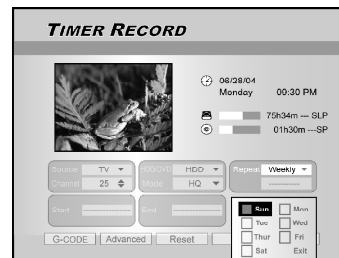 TIMER RECORD
06/28/04
Monday 09:30 PM
75h34m --- SLP
01h30m ---SP
Source TV HDD/DVD HDD Repeat Weekly
Channel 25 Mode HQ ----------
Start End
Sun Mon
Tue Wed
Thur Fri
Sat Exit
G-CODE Advanced Reset